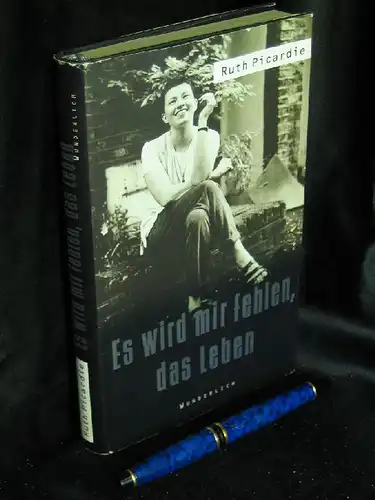 Ruth Picardie
Es wird mir fehlen,
das Leben
WUNDERLICH
WUNDERLICH
Es wird mir fehlen, das Leben
Ruth Picardie